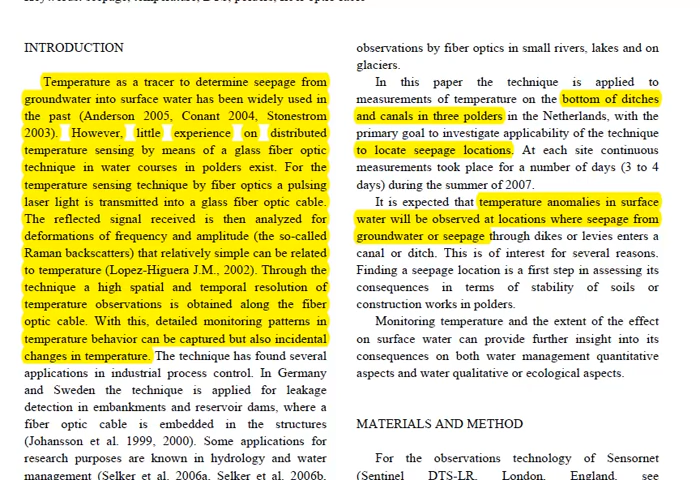 INTRODUCTION
Temperature as a tracer to determine seepage from
groundwater into surface water has been widely used in
the past (Anderson 2005, Conant 2004, Stonestrom
2003). However, little experience on distributed
temperature sensing by means of a glass fiber optic
technique in water courses in polders exist. For the
temperature sensing technique by fiber optics a pulsing
laser light is transmitted into a glass fiber optic cable.
The reflected signal received is then analyzed for
deformations of frequency and amplitude (the so-called
Raman backscatters) that relatively simple can be related
to temperature (Lopez-Higuera J.M., 2002). Through the
technique a high spatial and temporal resolution of
temperature observations is obtained along the fiber
optic cable. With this, detailed monitoring patterns in
temperature behavior can be captured but also incidental
changes in temperature. The technique has found several
applications in industrial process control. In Germany
and Sweden the technique is applied for leakage
detection in embankments and reservoir dams, where a
fiber optic cable is embedded in the structures
(Johansson et al. 1999, 2000). Some applications for
research purposes are known in hydrology and water
management (Selker et al. 2006a, Selker et al. 2006b,
observations by fiber optics in small rivers, lakes and on
glaciers.
In this paper the technique is applied to
measurements of temperature on the bottom of ditches
and canals in three polders in the Netherlands, with the
primary goal to investigate applicability of the technique
to locate seepage locations. At each site continuous
measurements took place for a number of days (3 to 4
days) during the summer of 2007.
It is expected that temperature anomalies in surface
water will be observed at locations where seepage from
groundwater or seepage through dikes or levies enters a
canal or ditch. This is of interest for several reasons.
Finding a seepage location is a first step in assessing its
consequences in terms of stability of soils or
construction works in polders.
Monitoring temperature and the extent of the effect
on surface water can provide further insight into its
consequences on both water management quantitative
aspects and water qualitative or ecological aspects.
MATERIALS AND METHOD
For the observations technology of Sensornet
(Sentinel DTS-LR, London, England, see